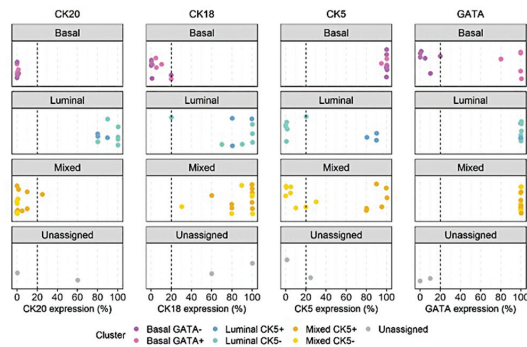 CK20 CK18 CK5 GATA
Basal Basal Basal Basal
Luminal Luminal Luminal Luminal
Mixed Mixed Mixed Mixed
Unassigned Unassigned Unassigned Unassigned
0 20 40 60 80 100 0 20 40 60 80 100 0 20 40 60 80 100 0 20 40 60 80 100
CK20 expression (%) CK18 expression (%) CK5 expression (%) GATA expression (%)
Cluster Basal GATA- Luminal CK5+ Mixed CK5+ Unassigned
Basal GATA+ Luminal CK5- Mixed CK5-